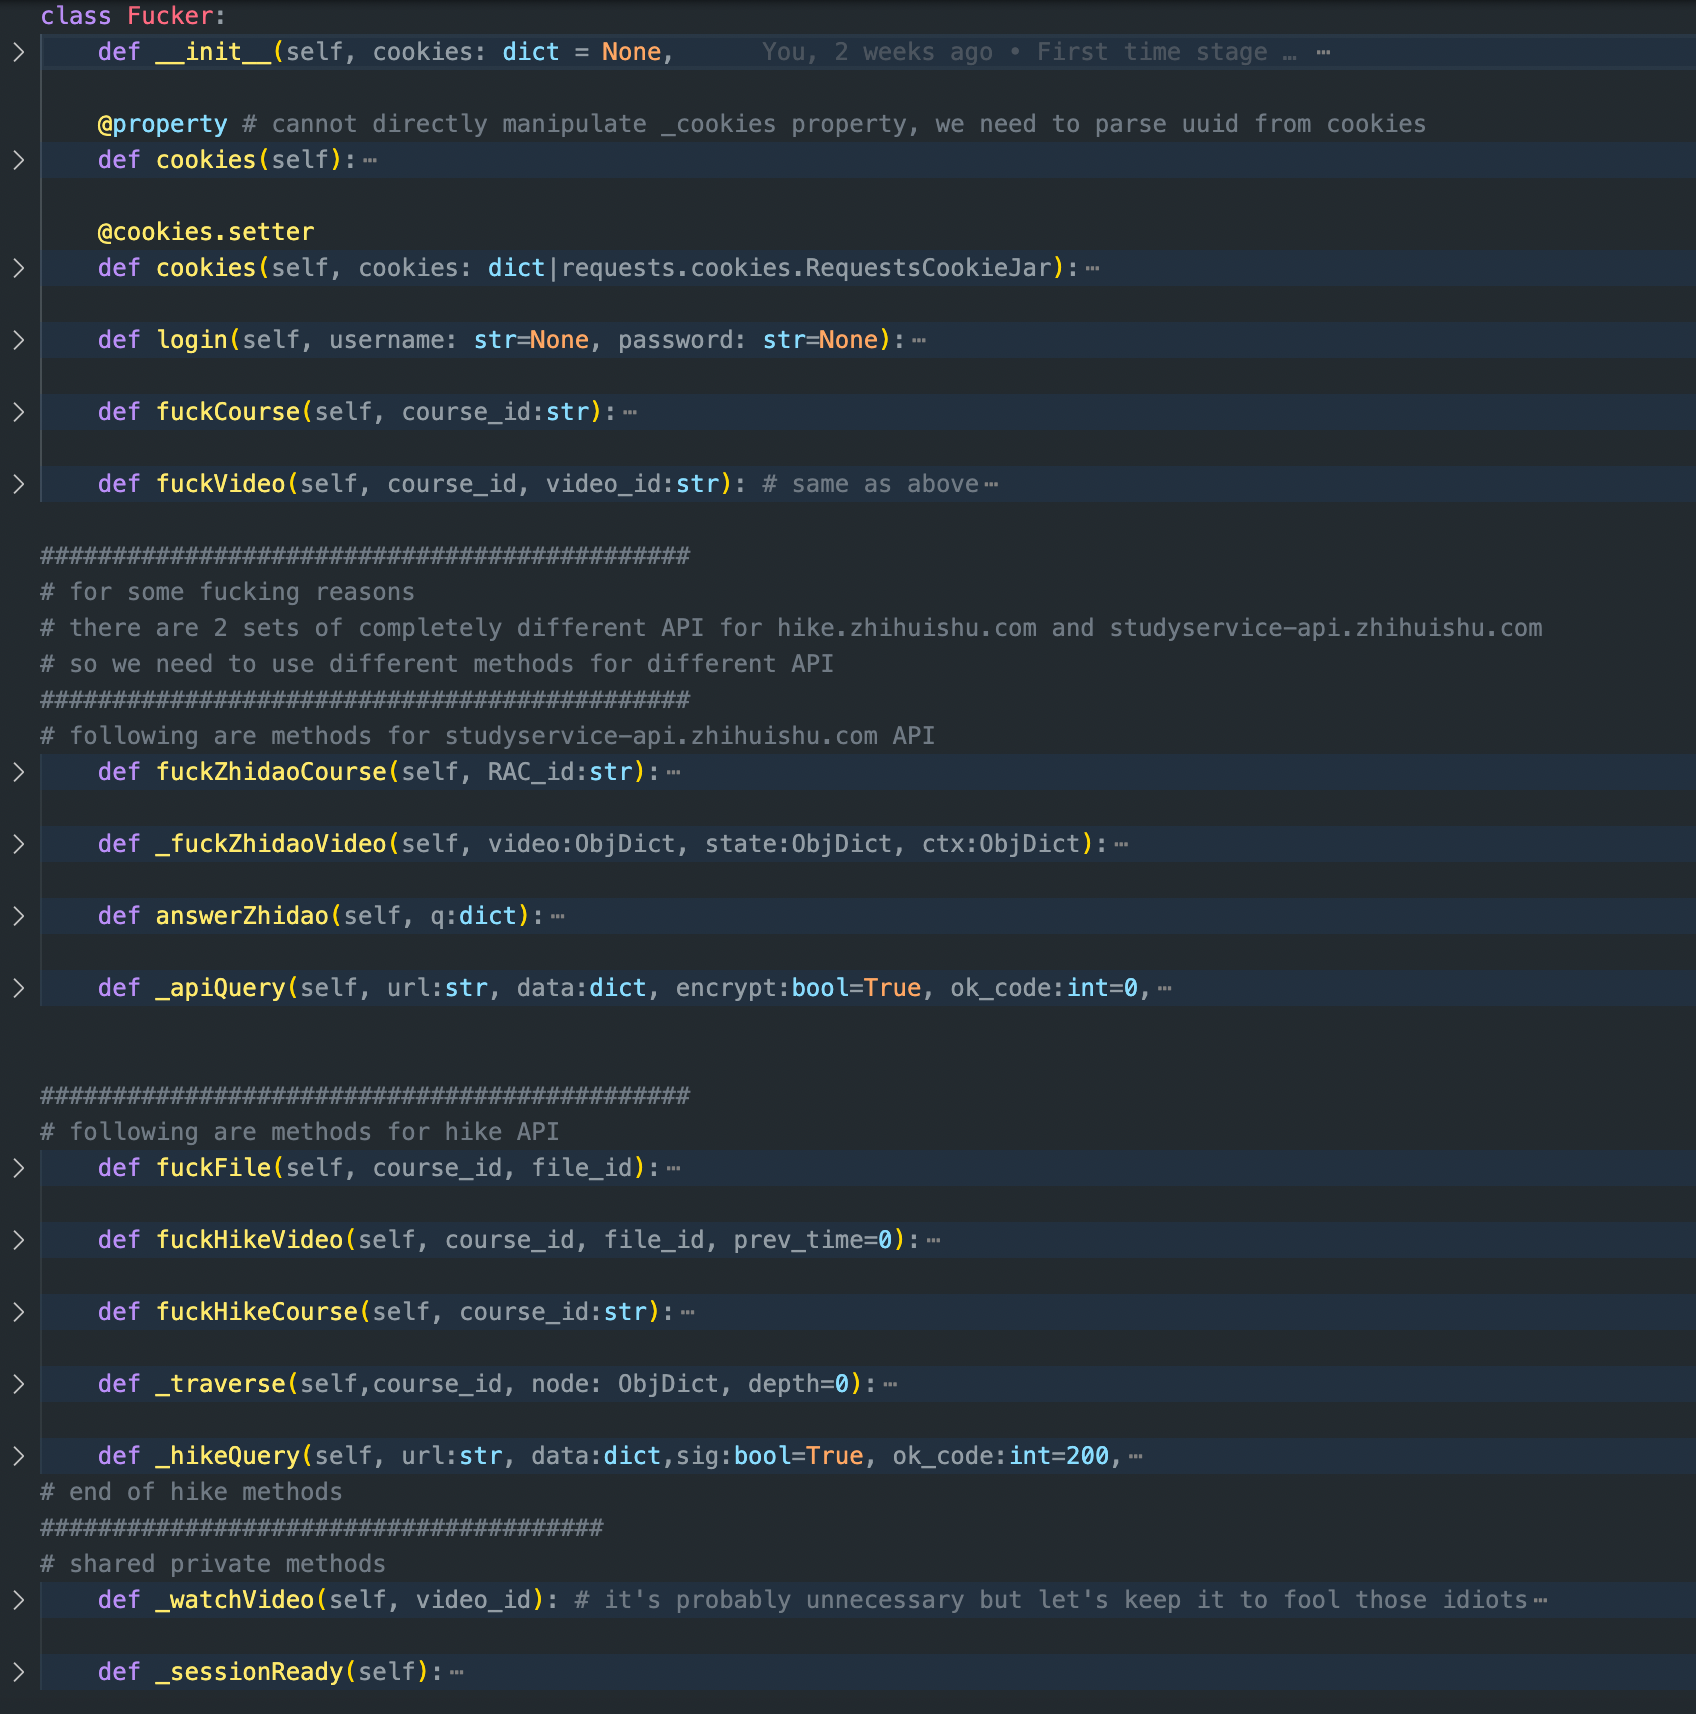 class Fucker:
def __init__(self, cookies: dict = None, You, 2 weeks ago • First time stage … ⋯
@property # cannot directly manipulate _cookies property, we need to parse uuid from cookies
def cookies(self):⋯
@cookies.setter
def cookies(self, cookies: dict|requests.cookies.RequestsCookieJar):⋯
def login(self, username: str=None, password: str=None):⋯
def fuckCourse(self, course_id:str):⋯
def fuckVideo(self, course_id, video_id:str): # same as above⋯
#############################################
# for some fucking reasons
# there are 2 sets of completely different API for hike.zhihuishu.com and studyservice-api.zhihuishu.com
# so we need to use different methods for different API
#############################################
# following are methods for studyservice-api.zhihuishu.com API
def fuckZhidaoCourse(self, RAC_id:str):⋯
def _fuckZhidaoVideo(self, video:ObjDict, state:ObjDict, ctx:ObjDict):⋯
def answerZhidao(self, q:dict):⋯
def _apiQuery(self, url:str, data:dict, encrypt:bool=True, ok_code:int=0,⋯
#############################################
# following are methods for hike API
def fuckFile(self, course_id, file_id):⋯
def fuckHikeVideo(self, course_id, file_id, prev_time=0):⋯
def fuckHikeCourse(self, course_id:str):⋯
def _traverse(self,course_id, node: ObjDict, depth=0):⋯
def _hikeQuery(self, url:str, data:dict,sig:bool=True, ok_code:int=200,⋯
# end of hike methods
#######################################
# shared private methods
def _watchVideo(self, video_id): # it's probably unnecessary but let's keep it to fool those idiots⋯
def _sessionReady(self):⋯